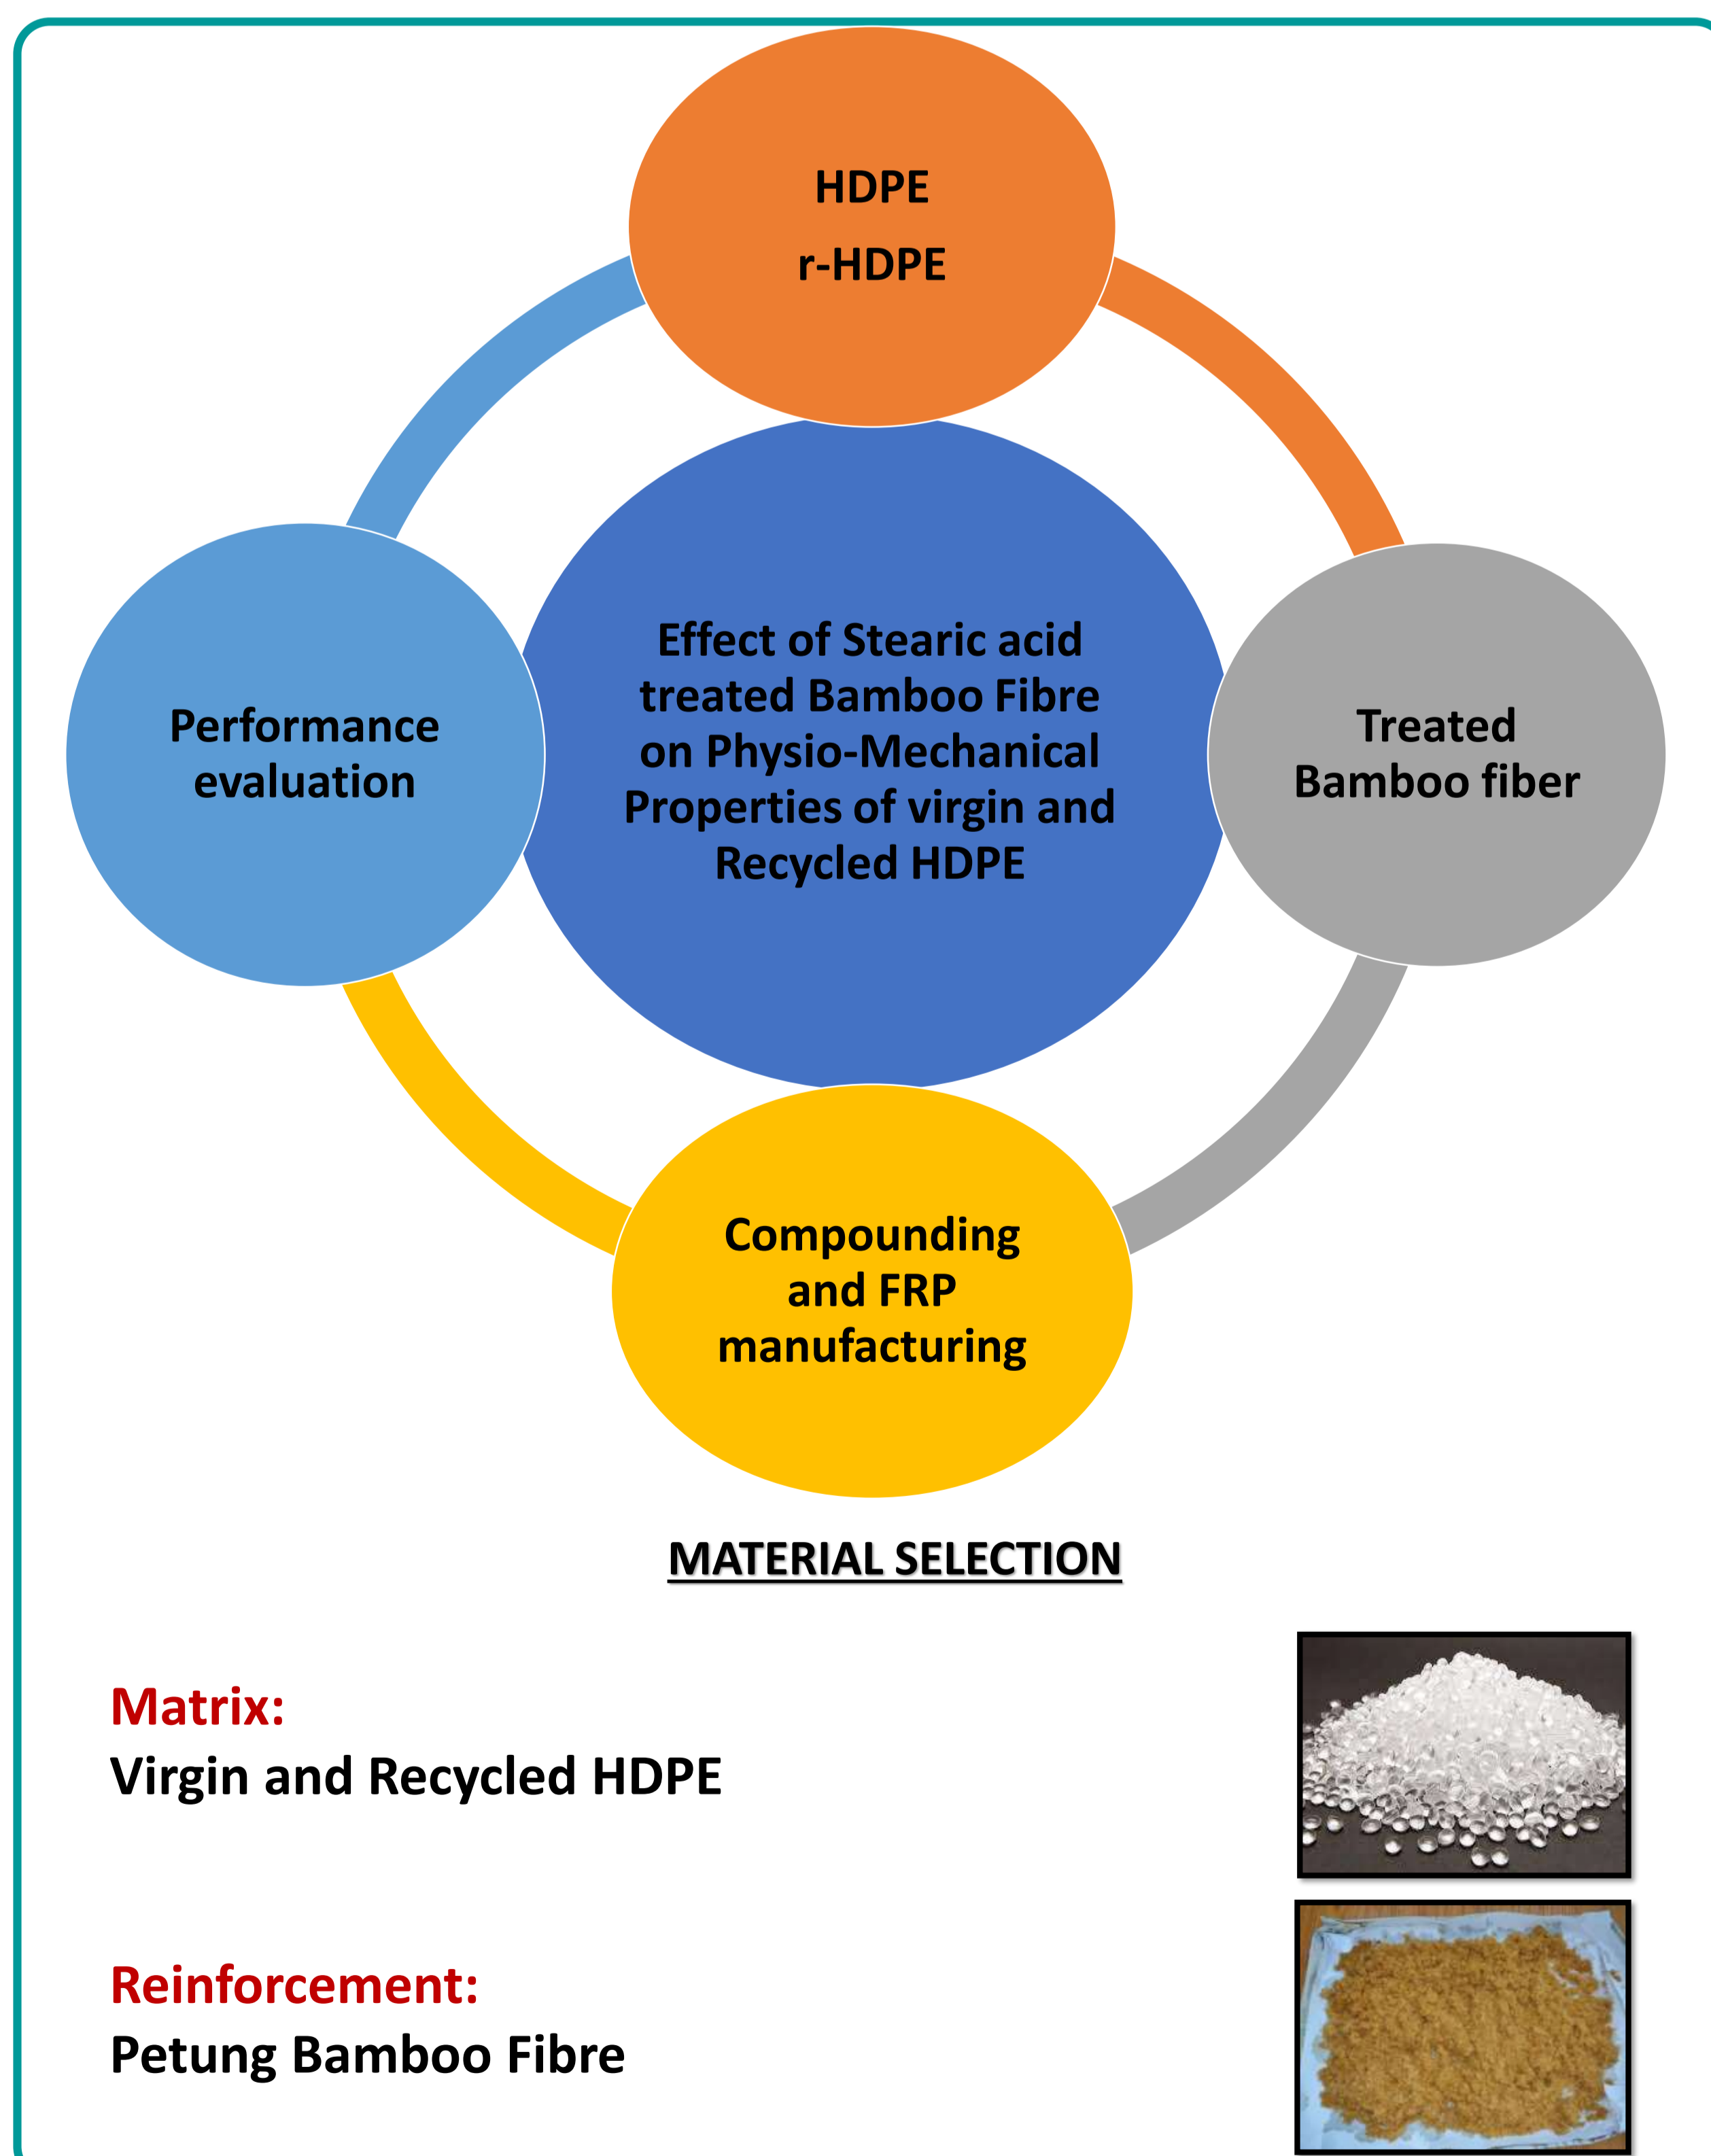 HDPE
r-HDPE
Effect of Stearic acid
treated Bamboo Fibre
on Physio-Mechanical
Properties of virgin and
Recycled HDPE
Performance
evaluation
Treated
Bamboo fiber
Compounding
and FRP
manufacturing
MATERIAL SELECTION
Matrix:
Virgin and Recycled HDPE
Reinforcement:
Petung Bamboo Fibre